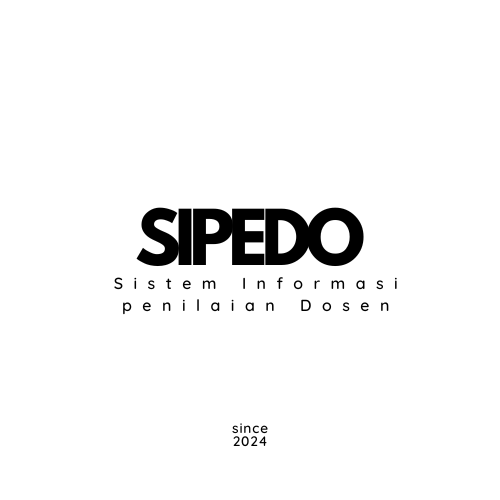 SIPEDO
Sistem Informasi
penilaian Dosen
since
2024